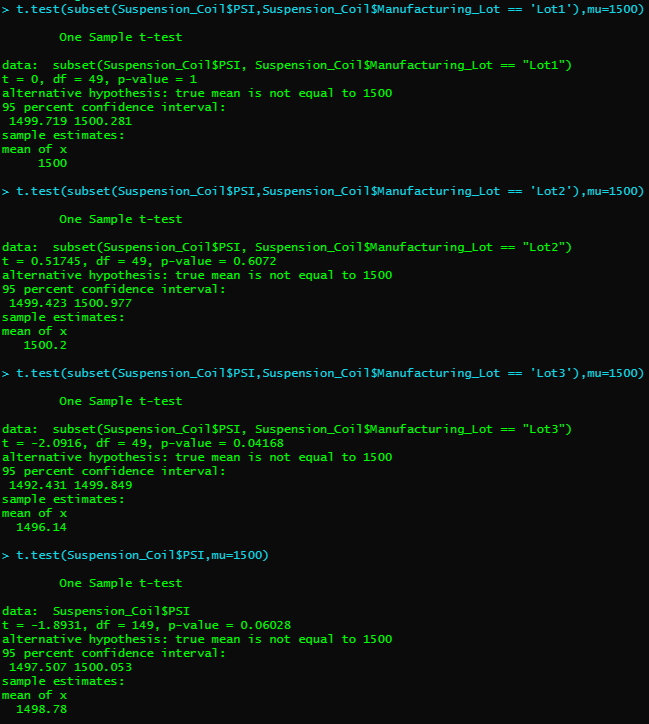 > t.test(subset(Suspension_Coil$PSI,Suspension_Coil$Manufacturing_Lot == 'Lot1'),mu=1500)
One Sample t-test
data:  subset(Suspension_Coil$PSI, Suspension_Coil$Manufacturing_Lot == "Lot1")
t = 0, df = 49, p-value = 1
alternative hypothesis: true mean is not equal to 1500
95 percent confidence interval:
1499.719 1500.281
sample estimates:
mean of x
1500
> t.test(subset(Suspension_Coil$PSI,Suspension_Coil$Manufacturing_Lot == 'Lot2'),mu=1500)
One Sample t-test
data:  subset(Suspension_Coil$PSI, Suspension_Coil$Manufacturing_Lot == "Lot2")
t = 0.51745, df = 49, p-value = 0.6072
alternative hypothesis: true mean is not equal to 1500
95 percent confidence interval:
1499.423 1500.977
sample estimates:
mean of x
1500.2
> t.test(subset(Suspension_Coil$PSI,Suspension_Coil$Manufacturing_Lot == 'Lot3'),mu=1500)
One Sample t-test
data:  subset(Suspension_Coil$PSI, Suspension_Coil$Manufacturing_Lot == "Lot3")
t = -2.0916, df = 49, p-value = 0.04168
alternative hypothesis: true mean is not equal to 1500
95 percent confidence interval:
1492.431 1499.849
sample estimates:
mean of x
1496.14
> t.test(Suspension_Coil$PSI,mu=1500)
One Sample t-test
data:  Suspension_Coil$PSI
t = -1.8931, df = 149, p-value = 0.06028
alternative hypothesis: true mean is not equal to 1500
95 percent confidence interval:
1497.507 1500.053
sample estimates:
mean of x
1498.78